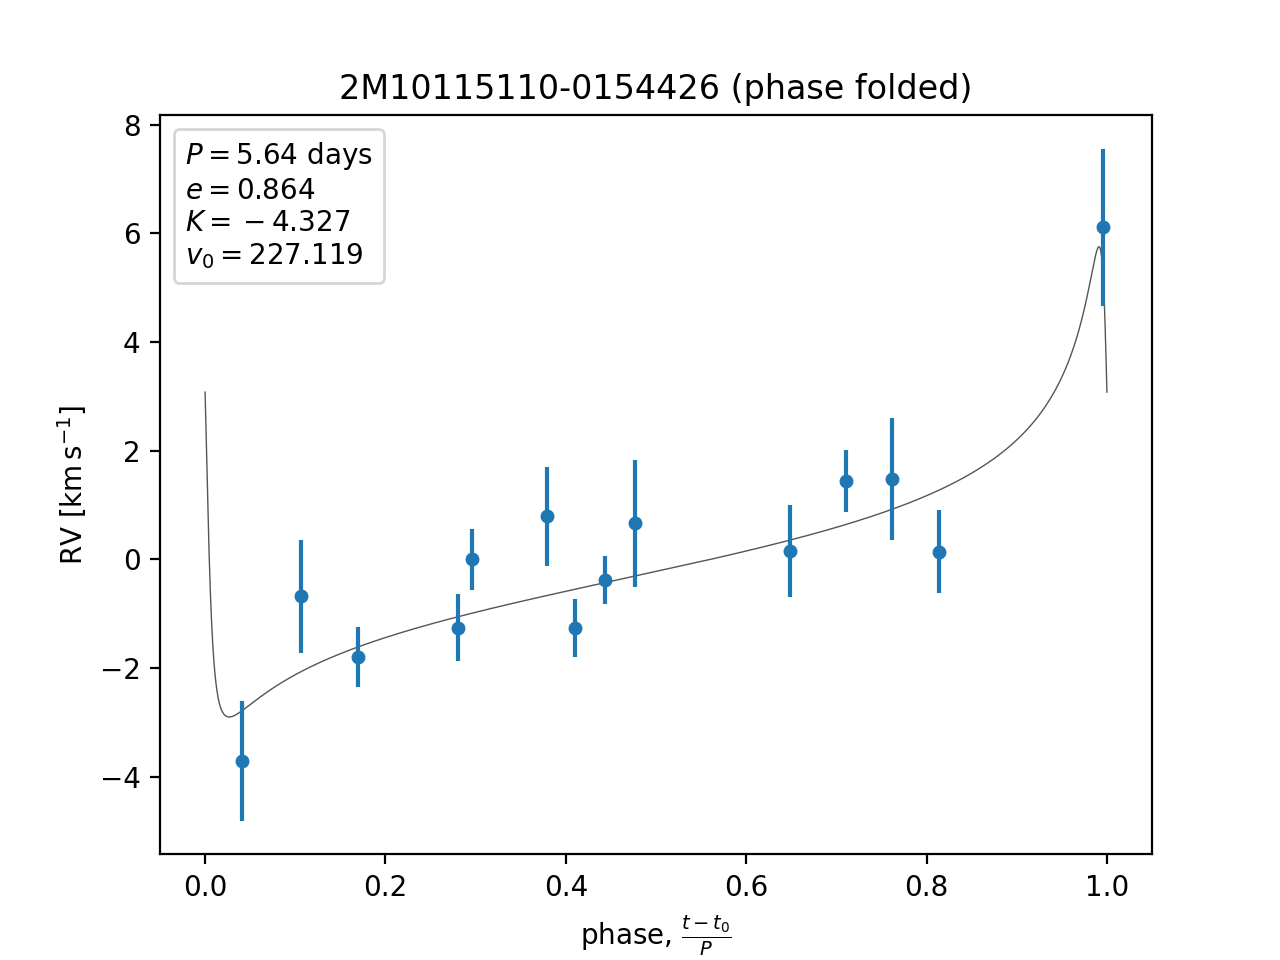 2M10115110-0154426 (phase folded)
P = 5.64 days
e = 0.864
K = −4.327
v₀ = 227.119
RV [km s⁻¹]
8
6
4
2
0
−2
−4
0.0 0.2 0.4 0.6 0.8 1.0
phase, (t − t₀)/P